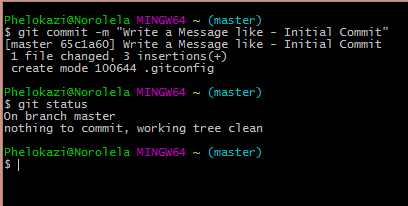 Phelokazi@Norolela MINGW64 ~ (master)
$ git commit -m "Write a Message like - Initial Commit"
[master 65c1a60] Write a Message like - Initial Commit
 1 file changed, 3 insertions(+)
 create mode 100644 .gitconfig

Phelokazi@Norolela MINGW64 ~ (master)
$ git status
On branch master
nothing to commit, working tree clean

Phelokazi@Norolela MINGW64 ~ (master)
$